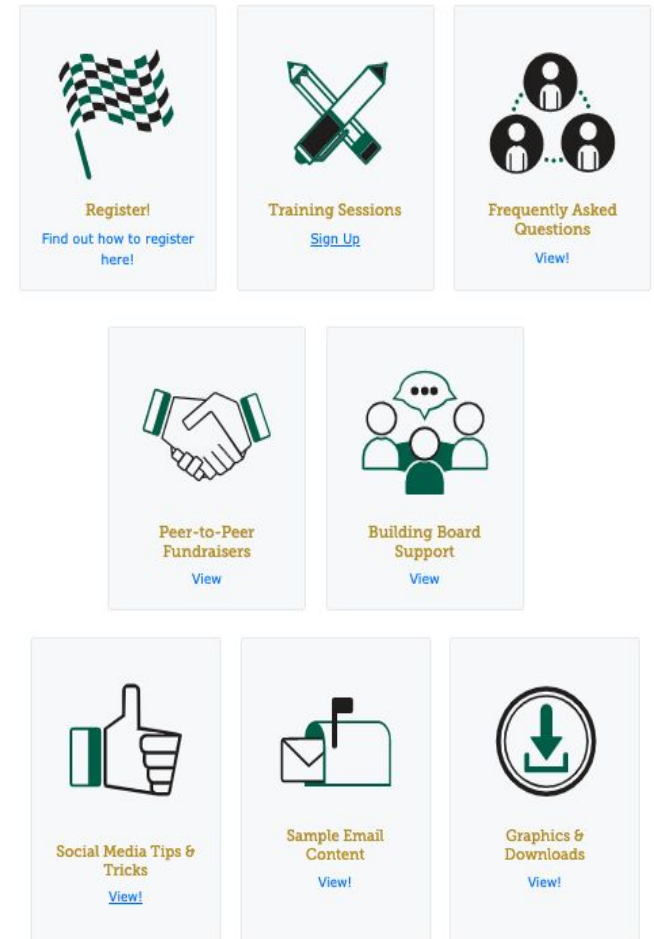 Register!
Find out how to register
here!
Training Sessions
Sign Up
Frequently Asked
Questions
View!
Peer-to-Peer
Fundraisers
View
Building Board
Support
View
Social Media Tips &
Tricks
View!
Sample Email
Content
View!
Graphics &
Downloads
View!